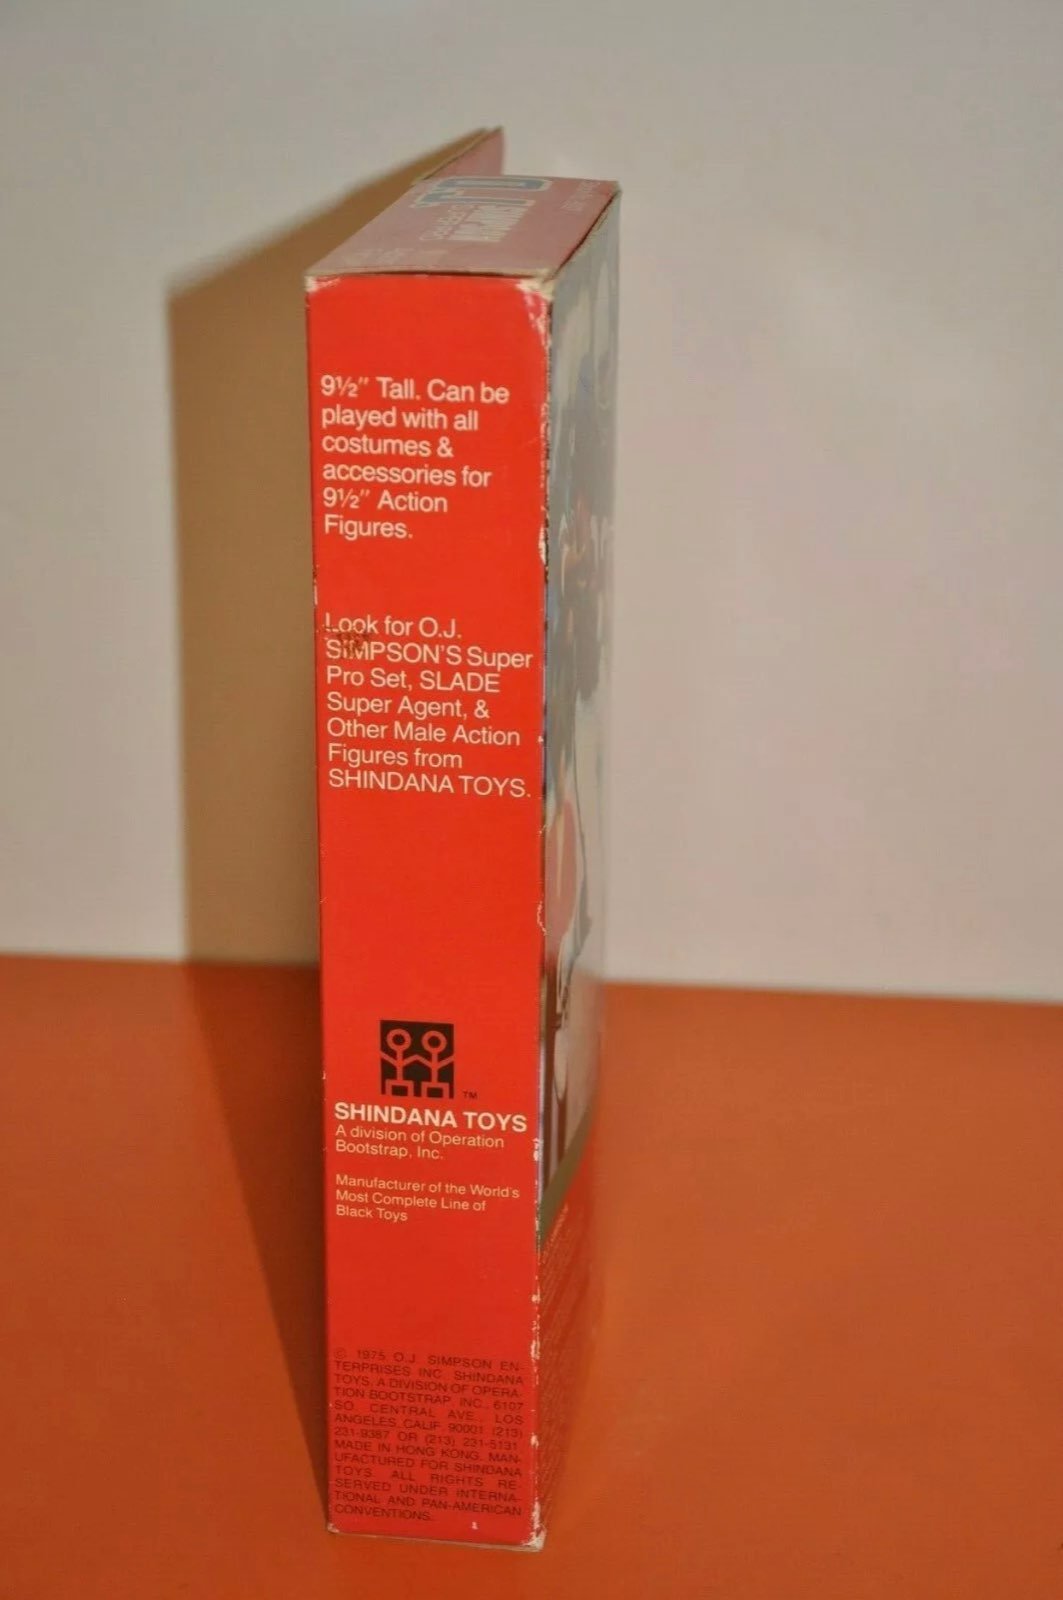 SIMPSON
9½" Tall. Can be
played with all
costumes &
accessories for
9½" Action
Figures.
Look for O.J.
SIMPSON'S Super
Pro Set, SLADE
Super Agent, &
Other Male Action
Figures from
SHINDANA TOYS.
TM
SHINDANA TOYS
A division of Operation
Bootstrap, Inc.
Manufacturer of the World's
Most Complete Line of
Black Toys
© 1975 O.J. SIMPSON EN-
TERPRISES INC. SHINDANA
TOYS, A DIVISION OF OPERA-
TION BOOTSTRAP, INC., 6107
SO. CENTRAL AVE., LOS
ANGELES, CALIF. 90001 (213)
231-9387 OR (213) 231-5131.
MADE IN HONG KONG. MAN-
UFACTURED FOR SHINDANA
TOYS. ALL RIGHTS RE-
SERVED UNDER INTERNA-
TIONAL AND PAN-AMERICAN
CONVENTIONS.